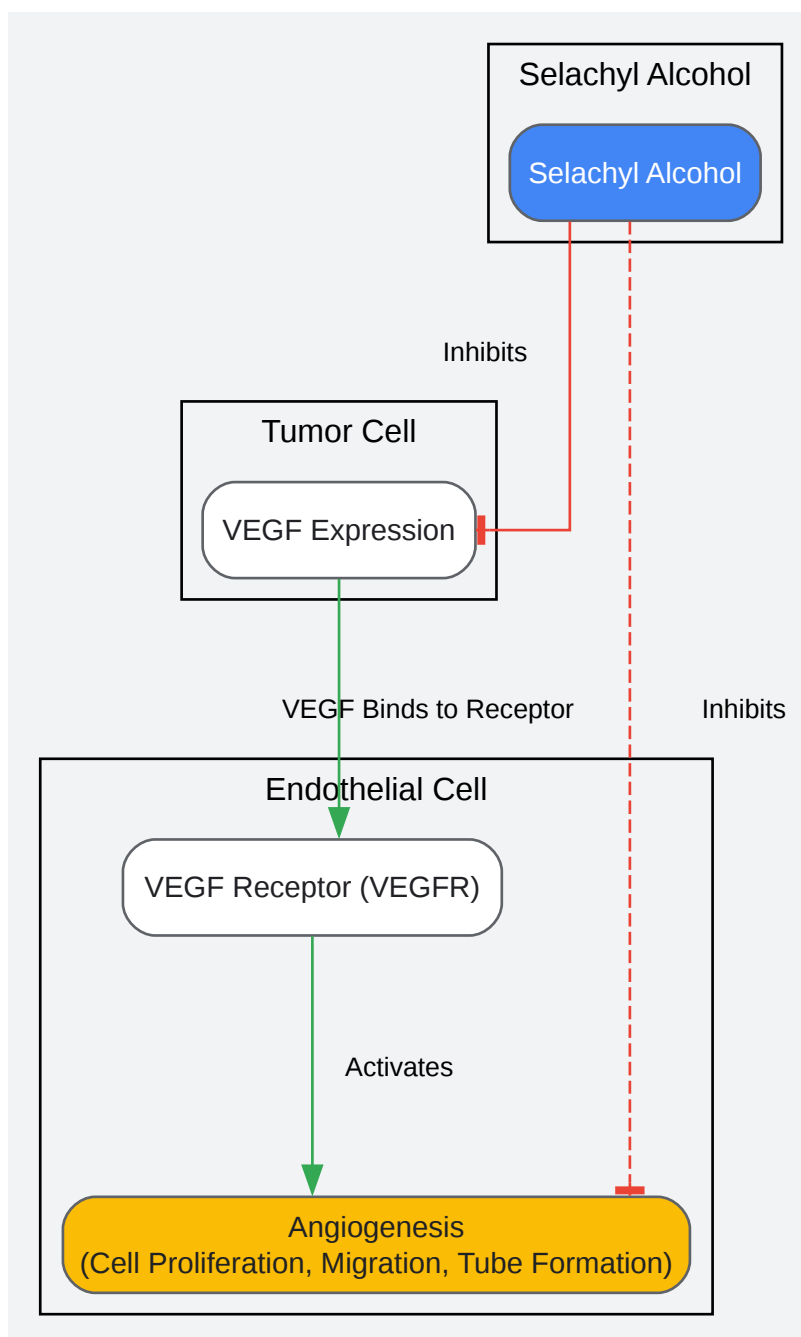 Selachyl Alcohol
Selachyl Alcohol
Inhibits
Tumor Cell
VEGF Expression
VEGF Binds to Receptor
Inhibits
Endothelial Cell
VEGF Receptor (VEGFR)
Activates
Angiogenesis
(Cell Proliferation, Migration, Tube Formation)